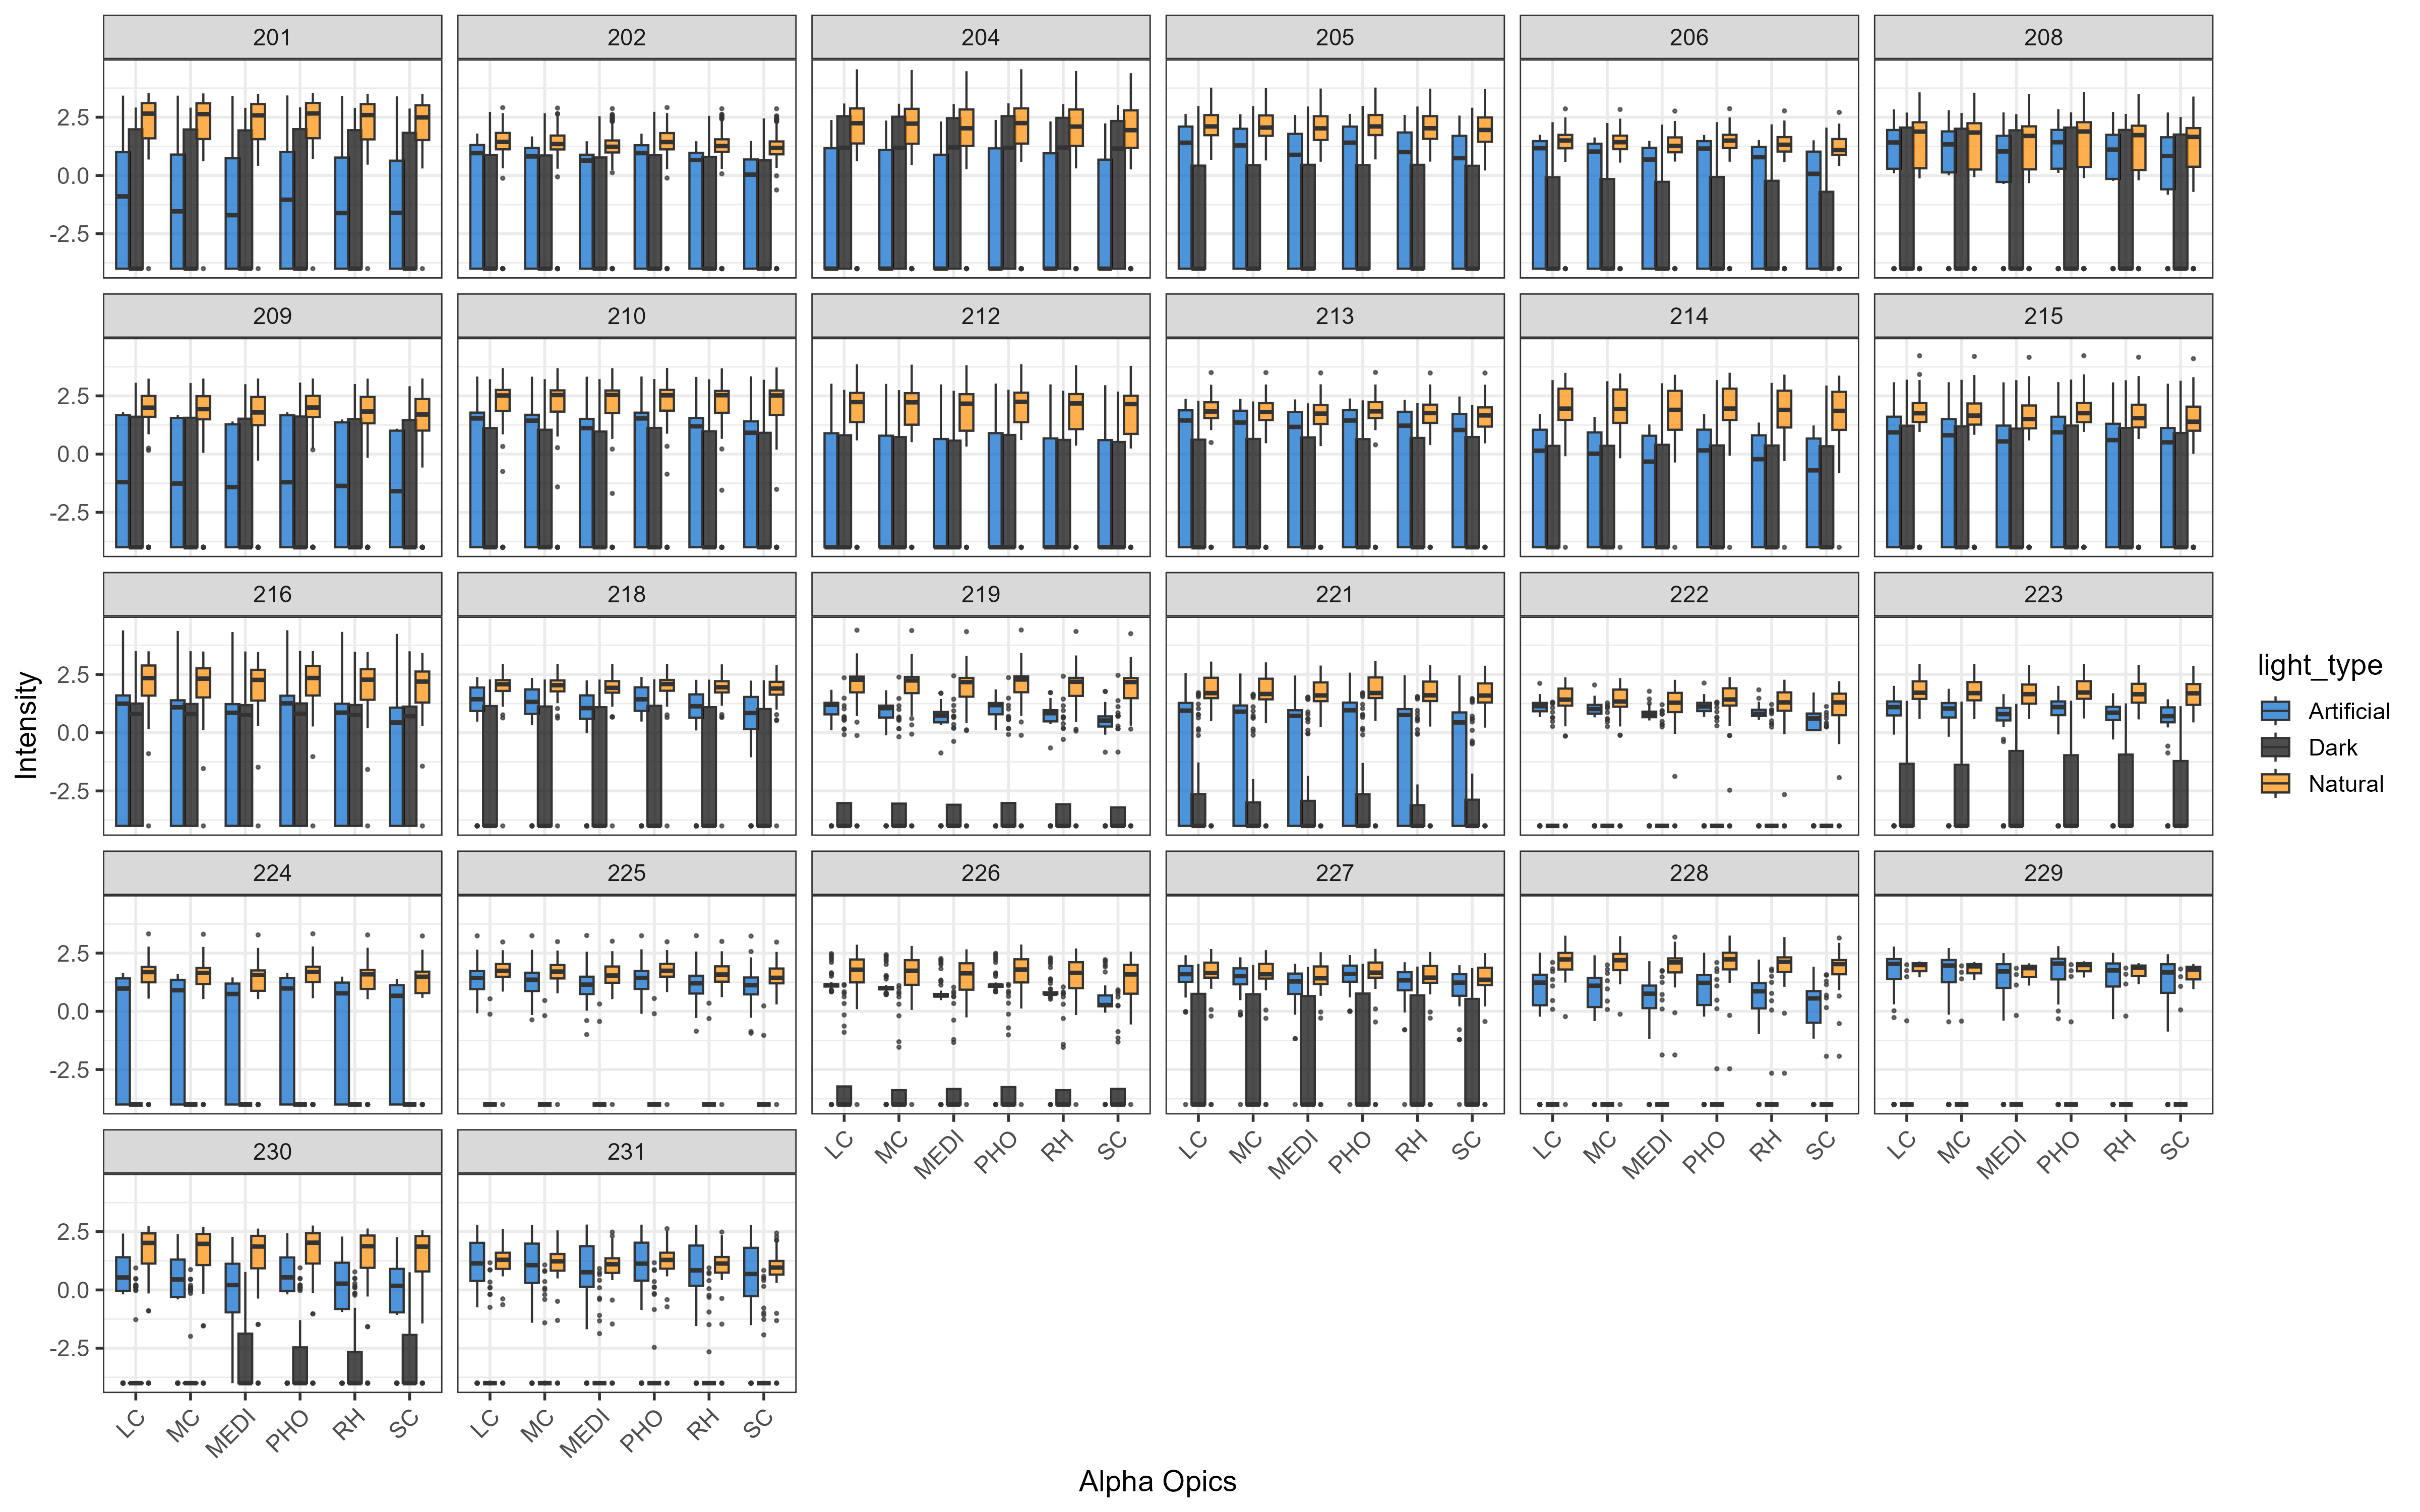 201 202 204 205 206 208
2.5
0.0
-2.5
209 210 212 213 214 215
2.5
0.0
-2.5
216 218 219 221 222 223
2.5
0.0
-2.5
224 225 226 227 228 229
2.5
0.0
-2.5
LC MC MEDI PHO RH SC LC MC MEDI PHO RH SC LC MC MEDI PHO RH SC LC MC MEDI PHO RH SC
230 231
2.5
0.0
-2.5
LC MC MEDI PHO RH SC LC MC MEDI PHO RH SC
Alpha Opics
Intensity
light_type
Artificial
Dark
Natural